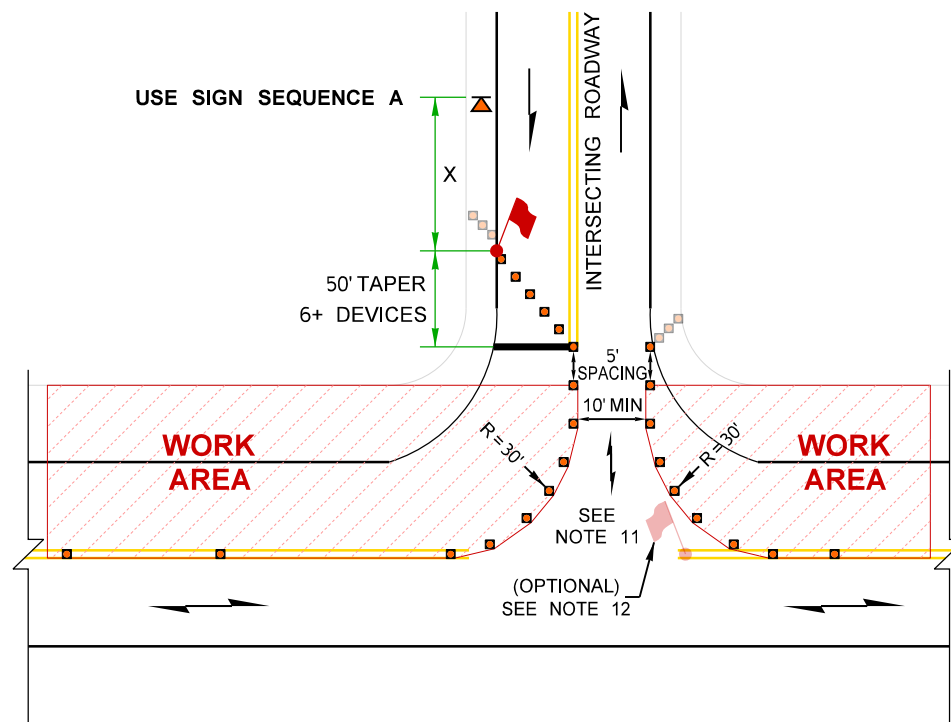 USE SIGN SEQUENCE A
X
INTERSECTING ROADWAY
50' TAPER
6+ DEVICES
5'
SPACING
10' MIN
WORK
AREA
R = 30'
R = 30'
WORK
AREA
SEE
NOTE 11
(OPTIONAL)
SEE NOTE 12